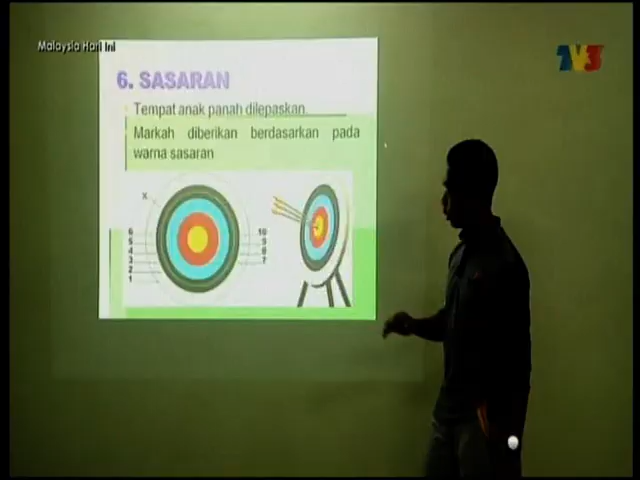 Malaysia Hari Ini
TV3
6. SASARAN
Tempat anak panah dilepaskan
Markah diberikan berdasarkan pada
warna sasaran
X
6
5
4
3
2
1
10
9
8
7